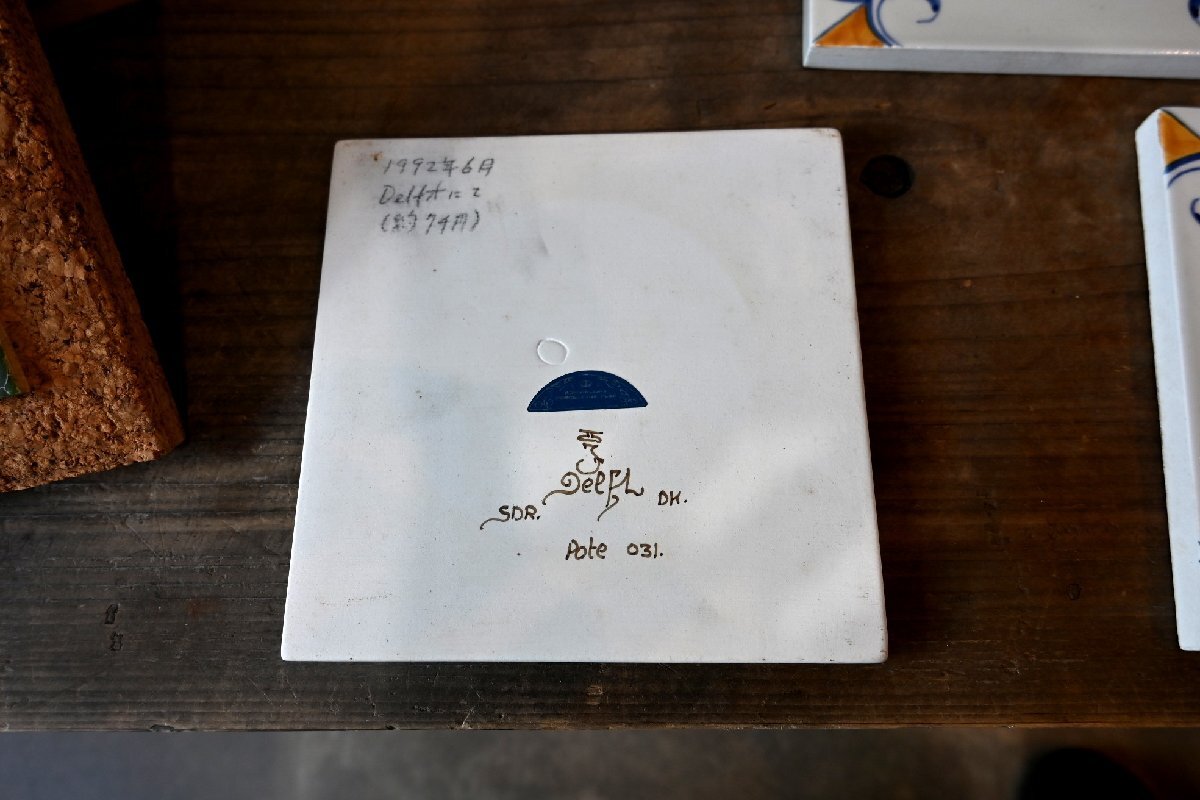 1992年6月
Delftにて
(約74円)
Delft
SDR. DH.
Pote 031.